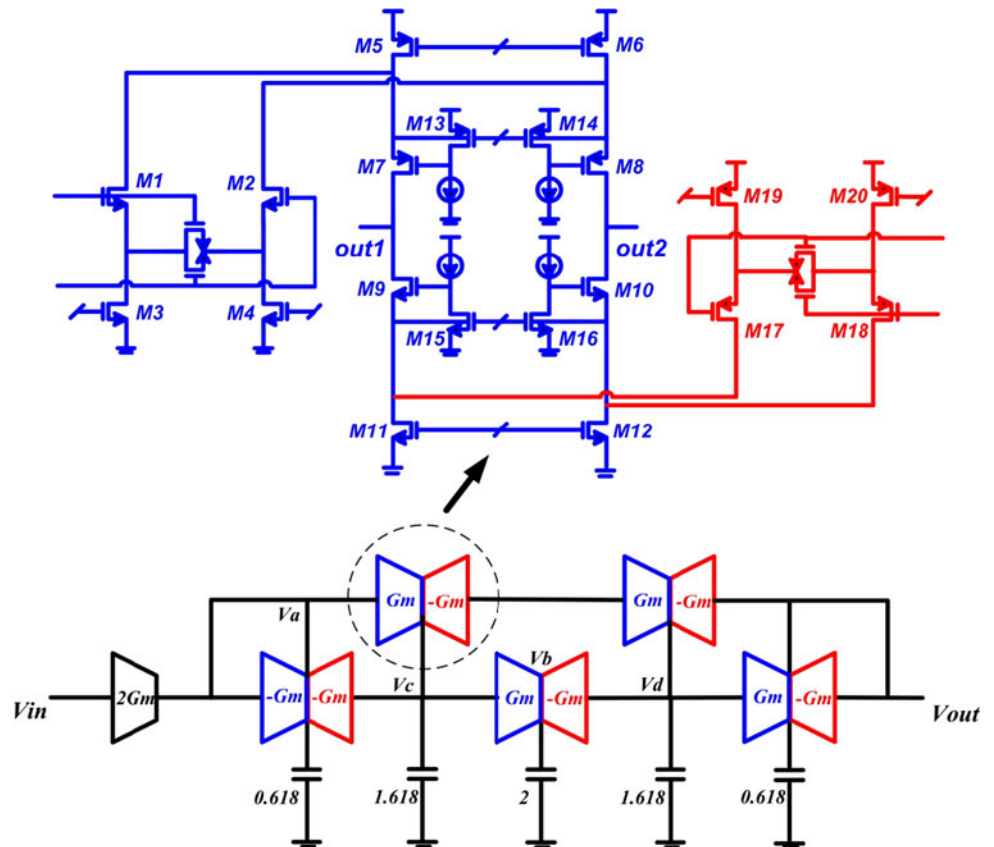 M5
M6
M13
M14
M7
M8
M1
M2
M19
M20
out1
out2
M9
M10
M3
M4
M15
M16
M17
M18
M11
M12
Gm
-Gm
Gm
-Gm
Va
Vb
Vin
2Gm
-Gm
-Gm
Vc
Gm
-Gm
Vd
Gm
-Gm
Vout
0.618
1.618
2
1.618
0.618